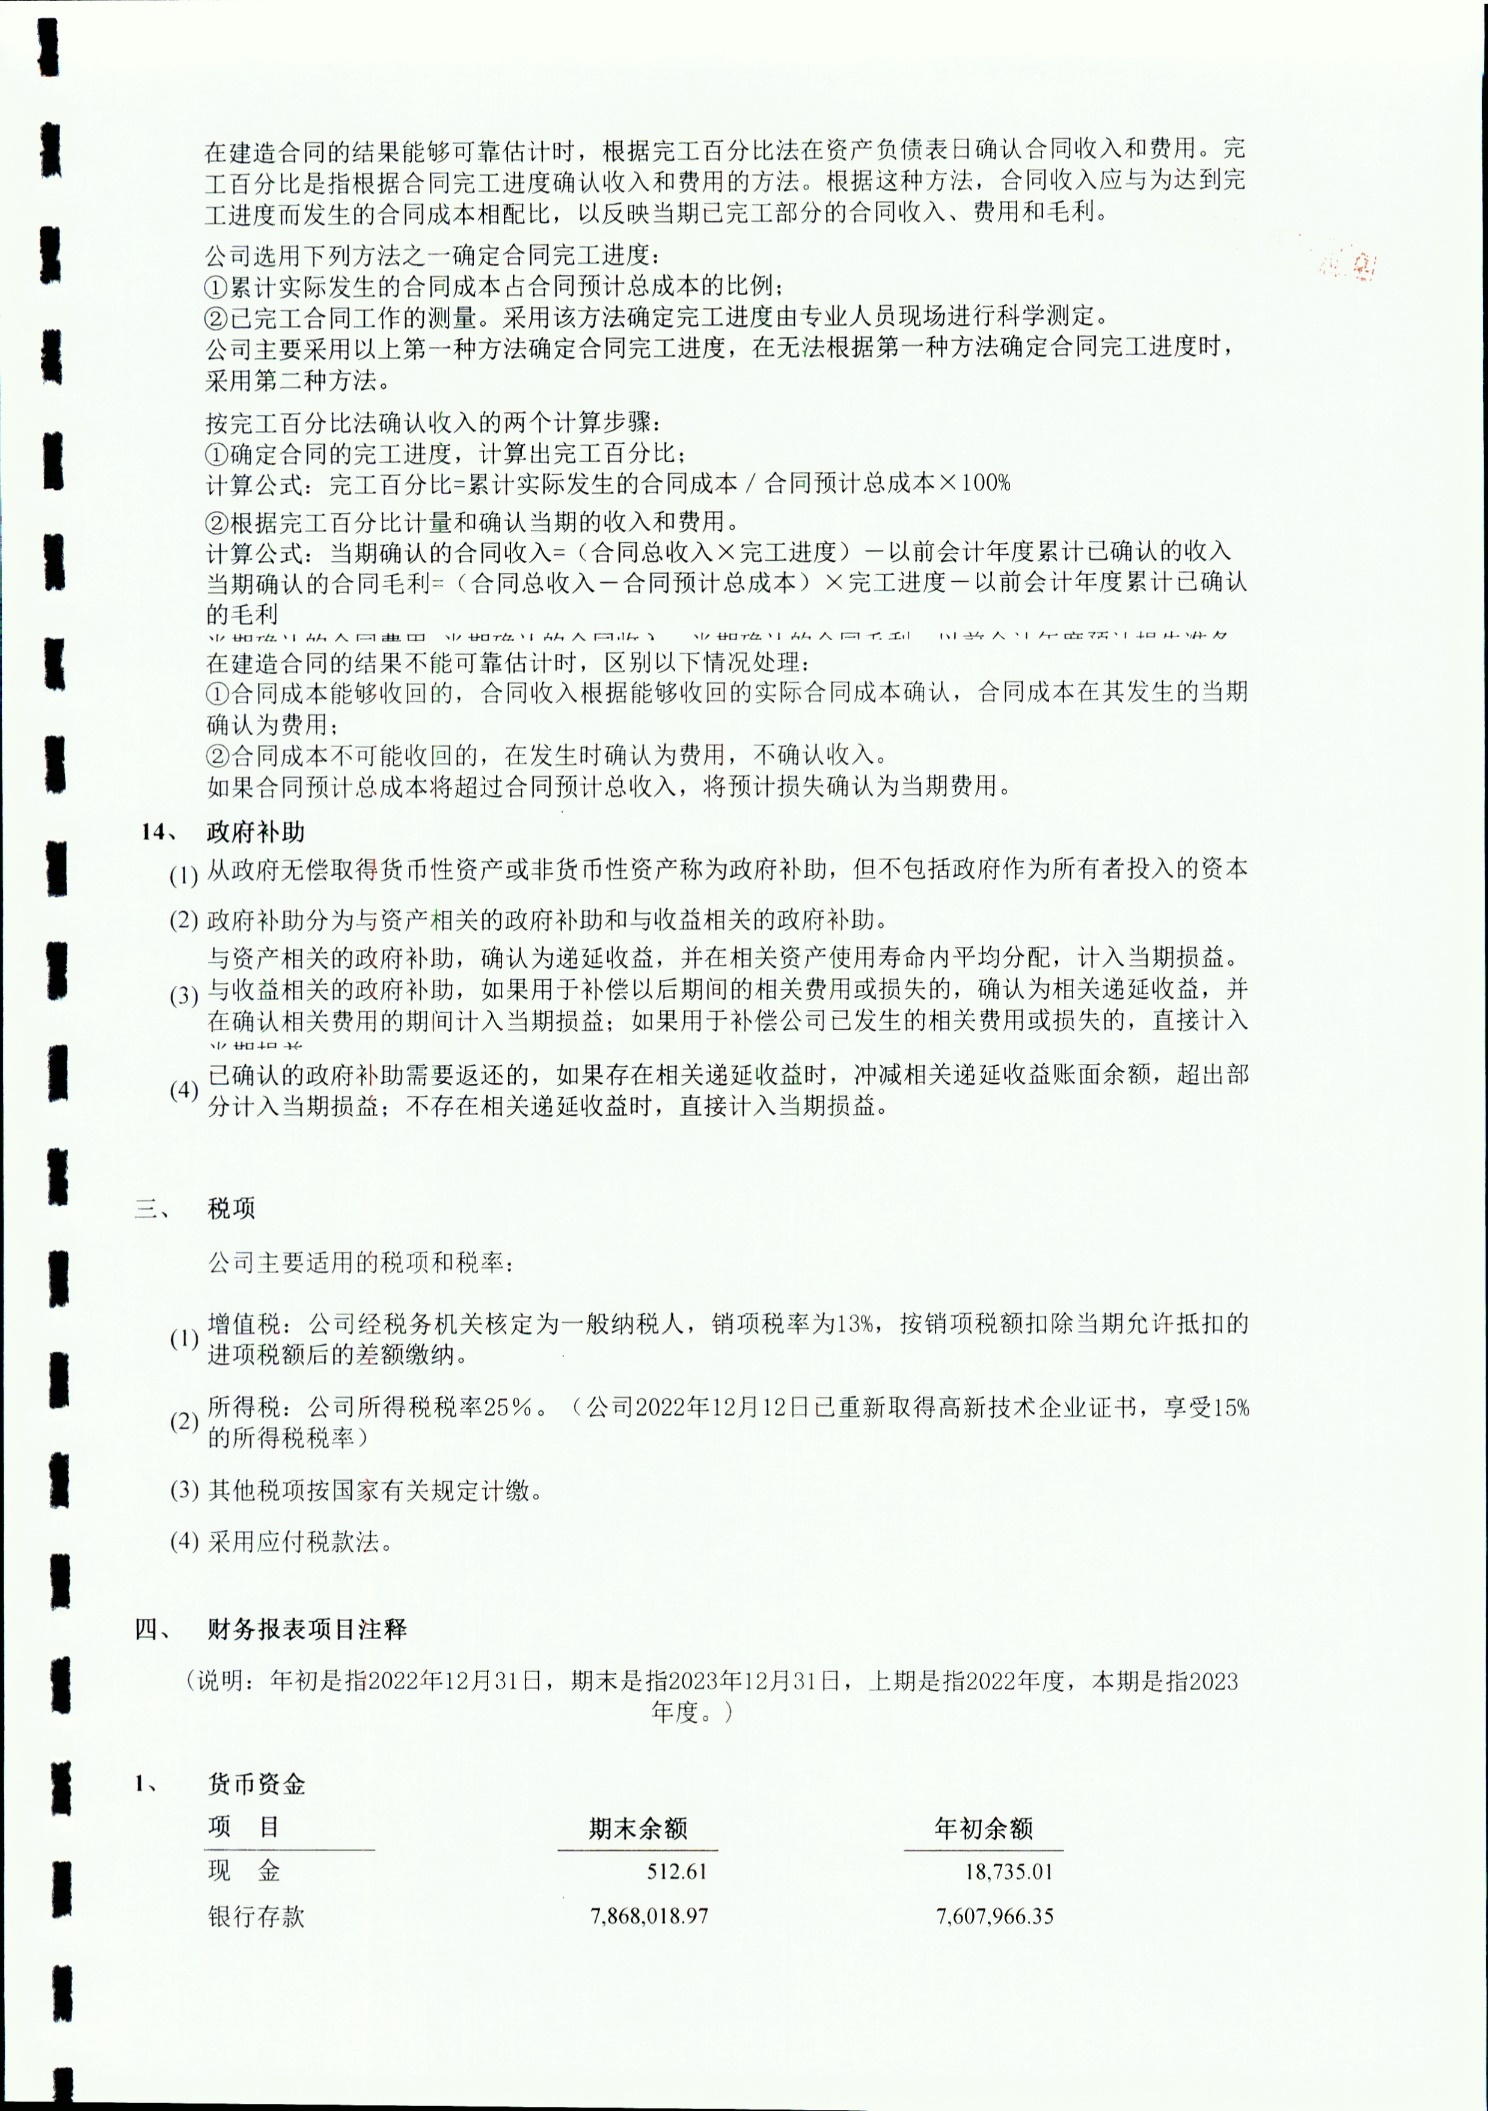 在建造合同的结果能够可靠估计时，根据完工百分比法在资产负债表日确认合同收入和费用。完
工百分比是指根据合同完工进度确认收入和费用的方法。根据这种方法，合同收入应与为达到完
工进度而发生的合同成本相配比，以反映当期已完工部分的合同收入、费用和毛利。
公司选用下列方法之一确定合同完工进度：
①累计实际发生的合同成本占合同预计总成本的比例；
②已完工合同工作的测量。采用该方法确定完工进度由专业人员现场进行科学测定。
公司主要采用以上第一种方法确定合同完工进度，在无法根据第一种方法确定合同完工进度时，
采用第二种方法。
按完工百分比法确认收入的两个计算步骤：
①确定合同的完工进度，计算出完工百分比；
计算公式：完工百分比=累计实际发生的合同成本／合同预计总成本×100%
②根据完工百分比计量和确认当期的收入和费用。
计算公式：当期确认的合同收入=（合同总收入×完工进度）－以前会计年度累计已确认的收入
当期确认的合同毛利=（合同总收入－合同预计总成本）×完工进度－以前会计年度累计已确认
的毛利
在建造合同的结果不能可靠估计时，区别以下情况处理：
①合同成本能够收回的，合同收入根据能够收回的实际合同成本确认，合同成本在其发生的当期
确认为费用；
②合同成本不可能收回的，在发生时确认为费用，不确认收入。
如果合同预计总成本将超过合同预计总收入，将预计损失确认为当期费用。
14、 政府补助
(1) 从政府无偿取得货币性资产或非货币性资产称为政府补助，但不包括政府作为所有者投入的资本
(2) 政府补助分为与资产相关的政府补助和与收益相关的政府补助。
与资产相关的政府补助，确认为递延收益，并在相关资产使用寿命内平均分配，计入当期损益。
(3) 与收益相关的政府补助，如果用于补偿以后期间的相关费用或损失的，确认为相关递延收益，并
在确认相关费用的期间计入当期损益；如果用于补偿公司已发生的相关费用或损失的，直接计入
(4) 已确认的政府补助需要返还的，如果存在相关递延收益时，冲减相关递延收益账面余额，超出部
分计入当期损益；不存在相关递延收益时，直接计入当期损益。
三、 税项
公司主要适用的税项和税率：
(1) 增值税：公司经税务机关核定为一般纳税人，销项税率为13%，按销项税额扣除当期允许抵扣的
进项税额后的差额缴纳。
(2) 所得税：公司所得税税率25%。（公司2022年12月12日已重新取得高新技术企业证书，享受15%
的所得税税率）
(3) 其他税项按国家有关规定计缴。
(4) 采用应付税款法。
四、 财务报表项目注释
（说明：年初是指2022年12月31日，期末是指2023年12月31日，上期是指2022年度，本期是指2023
年度。）
1、 货币资金
项 目 期末余额 年初余额
现 金 512.61 18,735.01
银行存款 7,868,018.97 7,607,966.35